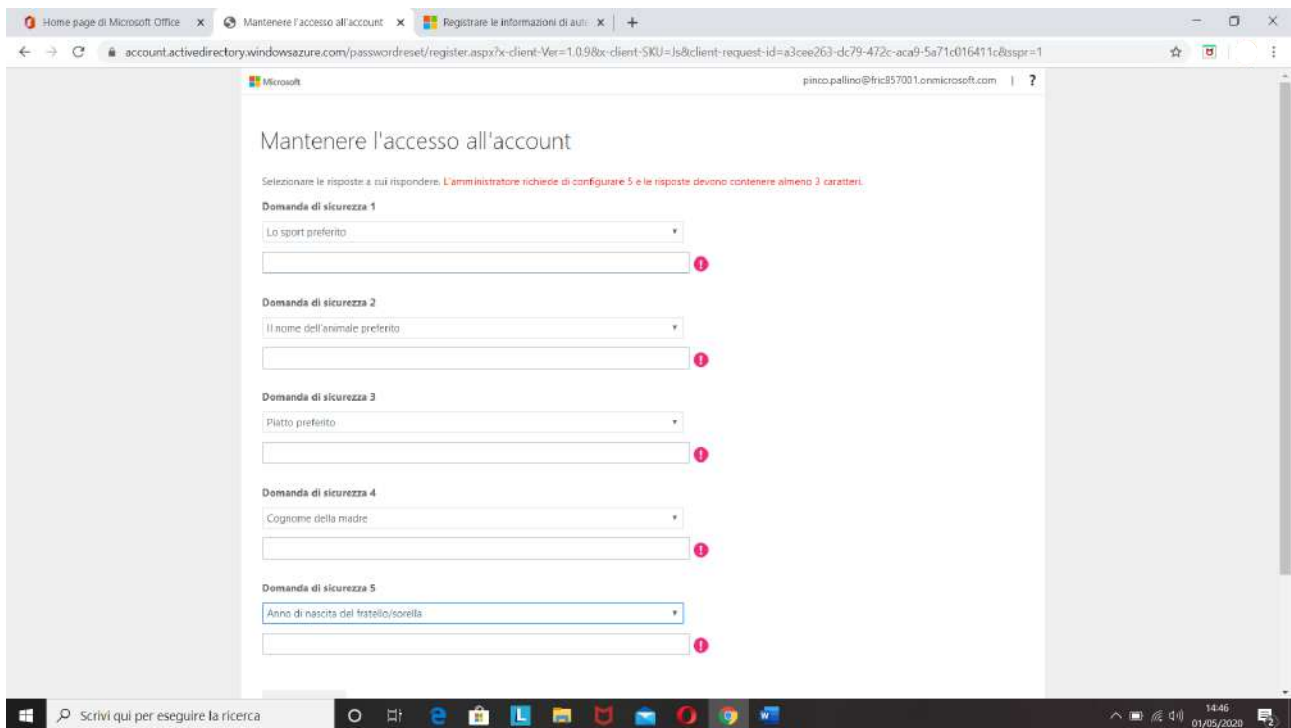 Home page di Microsoft Office
Mantenere l'accesso all'account
Registrare le informazioni di aut
account.activedirectory.windowsazure.com/passwordreset/register.aspx?x-client-Ver=1.0.9&x-client-SKU=Js&client-request-id=a3cee263-dc79-472c-aca9-5a71c016411c&sspr=1
Microsoft
pinco.pallino@fric857001.onmicrosoft.com | ?
Mantenere l'accesso all'account
Selezionare le risposte a cui rispondere. L'amministratore richiede di configurare 5 e le risposte devono contenere almeno 3 caratteri.
Domanda di sicurezza 1
Lo sport preferito
Domanda di sicurezza 2
Il nome dell'animale preferito
Domanda di sicurezza 3
Piatto preferito
Domanda di sicurezza 4
Cognome della madre
Domanda di sicurezza 5
Anno di nascita del fratello/sorella
Scrivi qui per eseguire la ricerca
14:46
01/05/2020